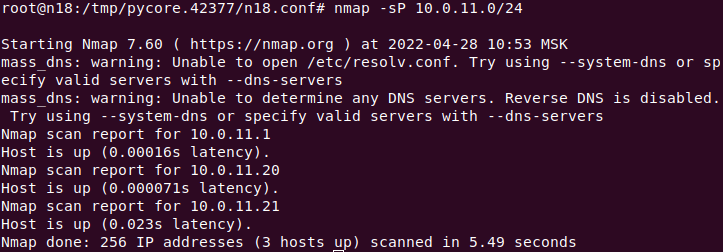 root@n18:/tmp/pycore.42377/n18.conf# nmap -sP 10.0.11.0/24

Starting Nmap 7.60 ( https://nmap.org ) at 2022-04-28 10:53 MSK
mass_dns: warning: Unable to open /etc/resolv.conf. Try using --system-dns or sp
ecify valid servers with --dns-servers
mass_dns: warning: Unable to determine any DNS servers. Reverse DNS is disabled.
 Try using --system-dns or specify valid servers with --dns-servers
Nmap scan report for 10.0.11.1
Host is up (0.00016s latency).
Nmap scan report for 10.0.11.20
Host is up (0.000071s latency).
Nmap scan report for 10.0.11.21
Host is up (0.023s latency).
Nmap done: 256 IP addresses (3 hosts up) scanned in 5.49 seconds